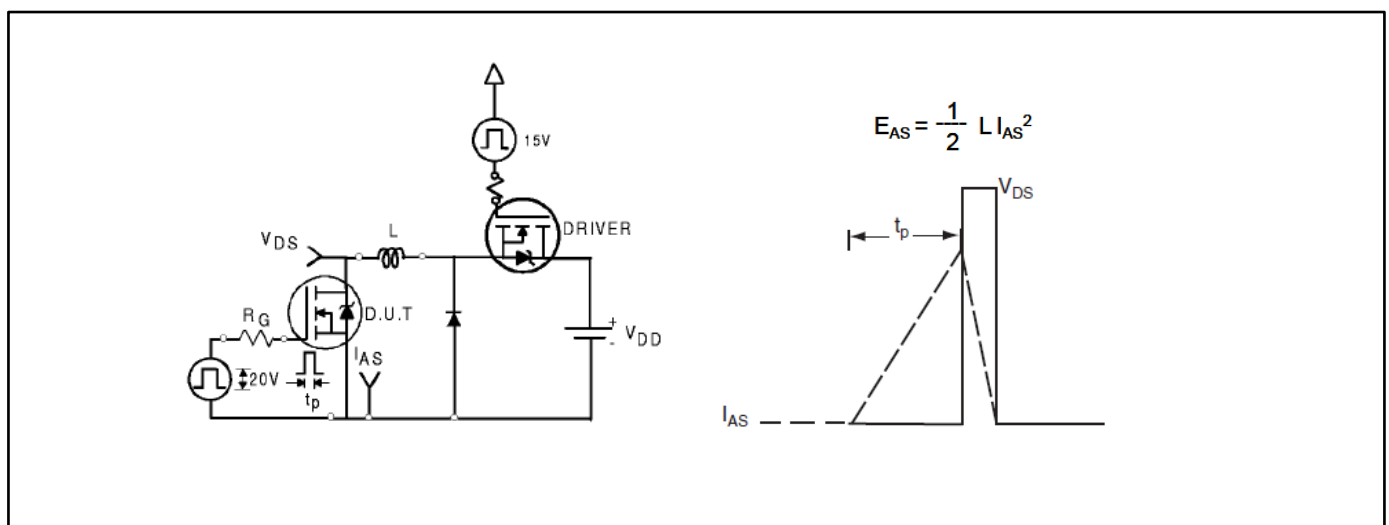 15V
DRIVER
L
VDS
D.U.T
RG
IAS
20V
tp
+
-
VDD
EAS = 1/2 L IAS²
VDS
tp
IAS